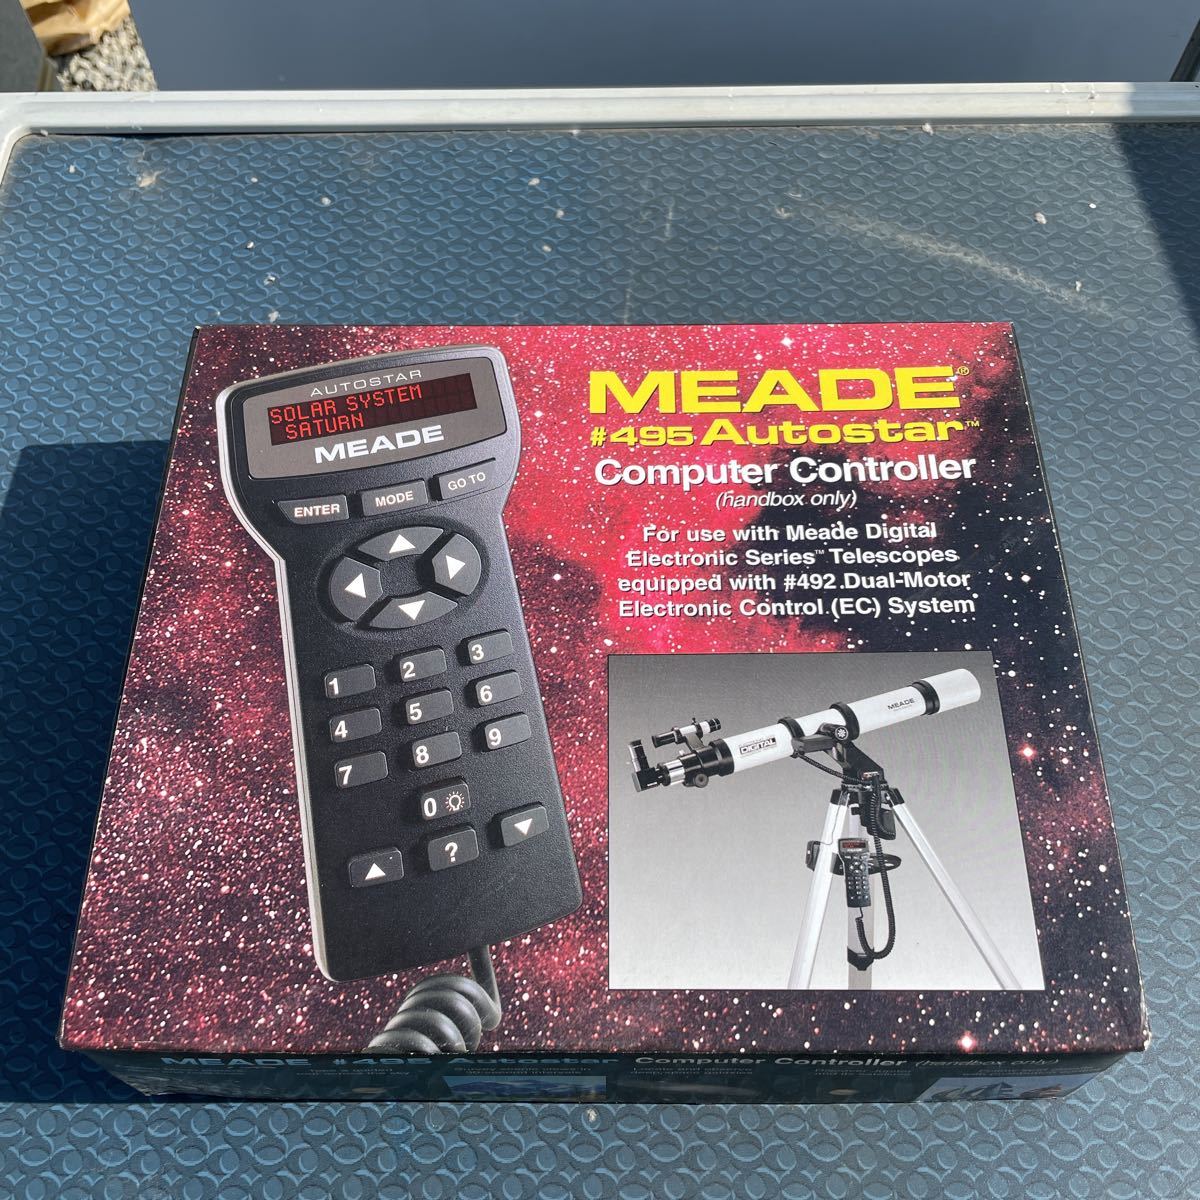 AUTOSTAR
SOLAR SYSTEM
SATURN
MEADE
ENTER MODE GO TO
1 2 3
4 5 6
7 8 9
0
?
MEADE®
#495 Autostar™
Computer Controller
(handbox only)
For use with Meade Digital
Electronic Series™ Telescopes
equipped with #492 Dual-Motor
Electronic Control (EC) System
MEADE
DIGITAL
MEADE #495 Autostar Computer Controller (handbox only)